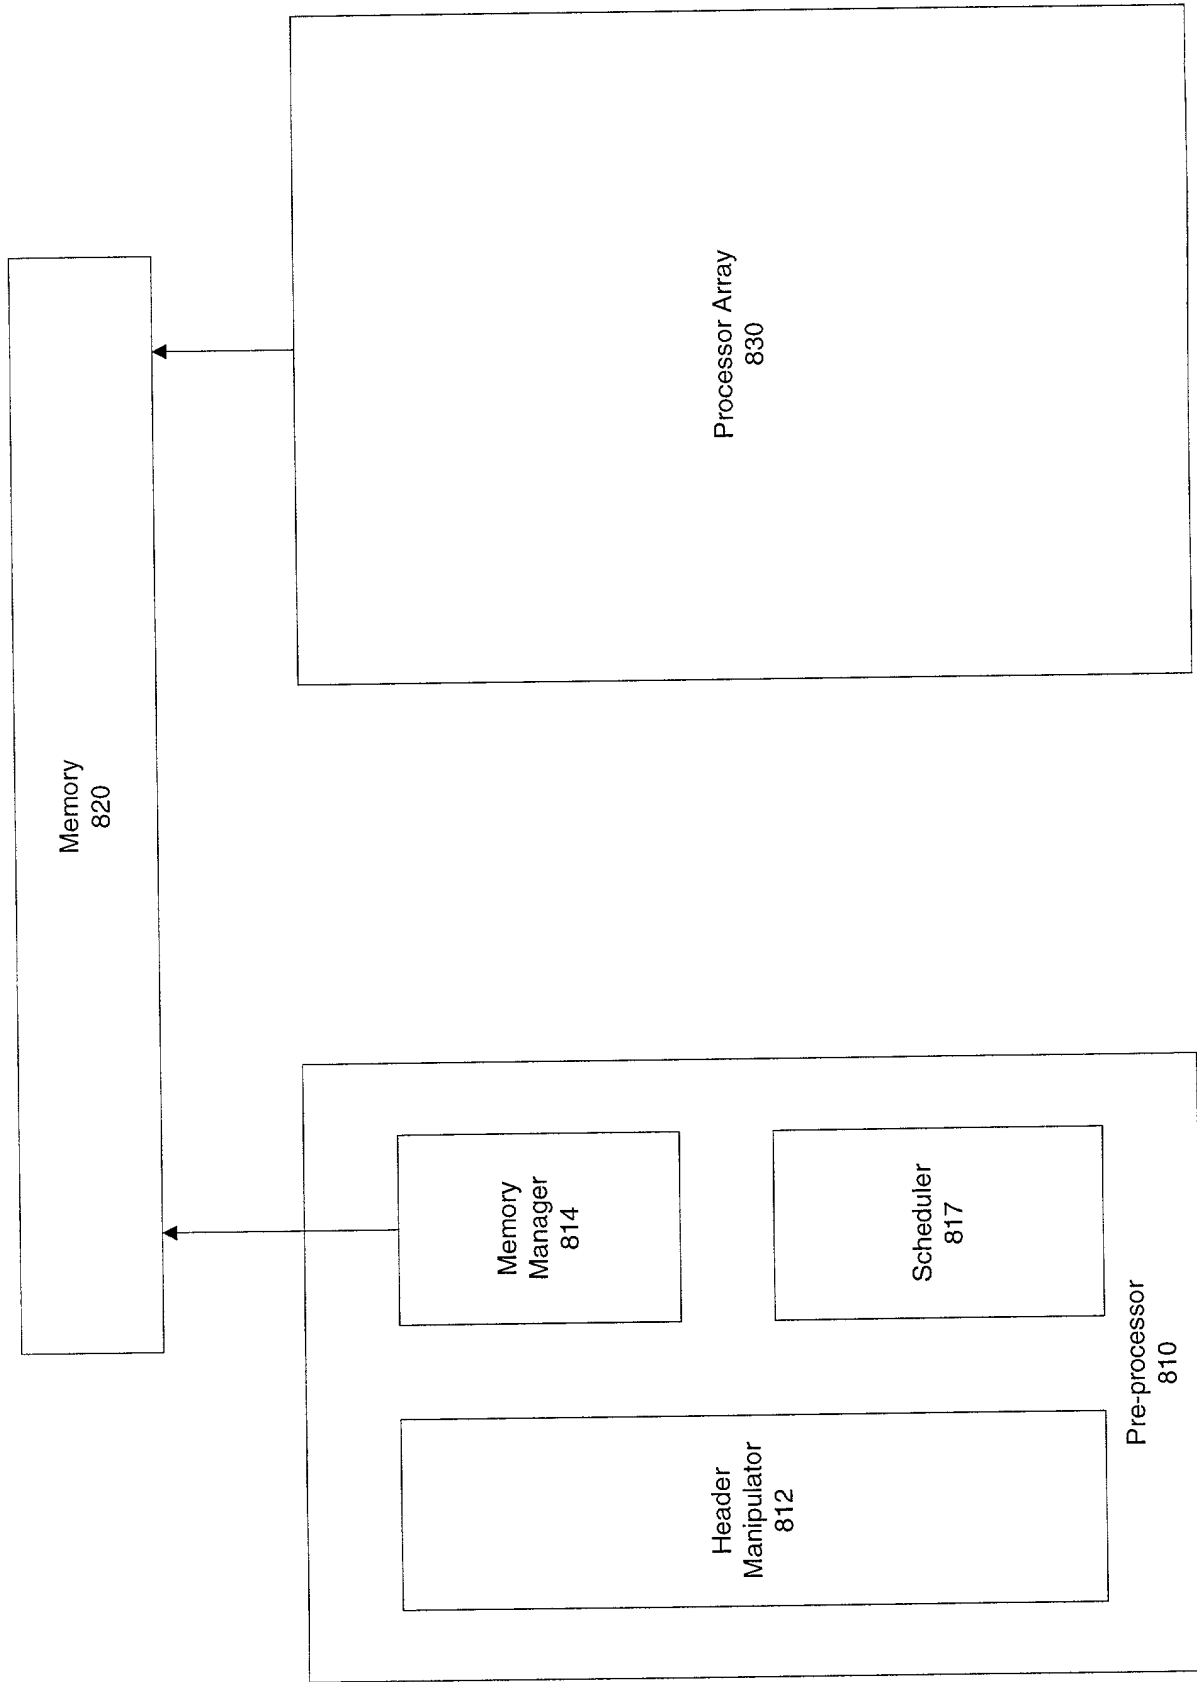 Memory
820
Header
Manipulator
812
Memory
Manager
814
Scheduler
817
Pre-processor
810
Processor Array
830